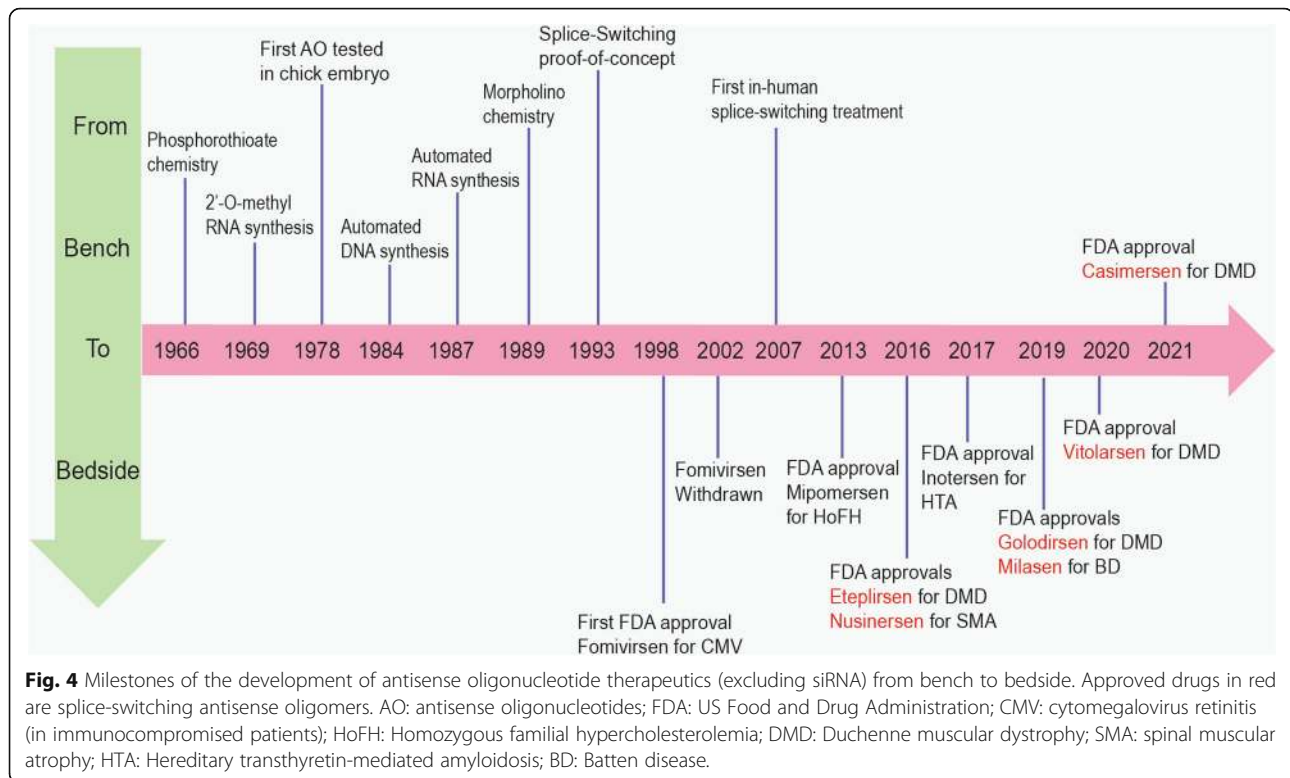 From
Bench
To
Bedside
Phosphorothioate
chemistry
2'-O-methyl
RNA synthesis
First AO tested
in chick embryo
Automated
DNA synthesis
Automated
RNA synthesis
Morpholino
chemistry
Splice-Switching
proof-of-concept
First in-human
splice-switching treatment
FDA approval
Casimersen for DMD
1966 1969 1978 1984 1987 1989 1993 1998 2002 2007 2013 2016 2017 2019 2020 2021
First FDA approval
Fomivirsen for CMV
Fomivirsen
Withdrawn
FDA approval
Mipomersen
for HoFH
FDA approvals
Eteplirsen for DMD
Nusinersen for SMA
FDA approval
Inotersen for
HTA
FDA approvals
Golodirsen for DMD
Milasen for BD
FDA approval
Vitolarsen for DMD
Fig. 4 Milestones of the development of antisense oligonucleotide therapeutics (excluding siRNA) from bench to bedside. Approved drugs in red
are splice-switching antisense oligomers. AO: antisense oligonucleotides; FDA: US Food and Drug Administration; CMV: cytomegalovirus retinitis
(in immunocompromised patients); HoFH: Homozygous familial hypercholesterolemia; DMD: Duchenne muscular dystrophy; SMA: spinal muscular
atrophy; HTA: Hereditary transthyretin-mediated amyloidosis; BD: Batten disease.